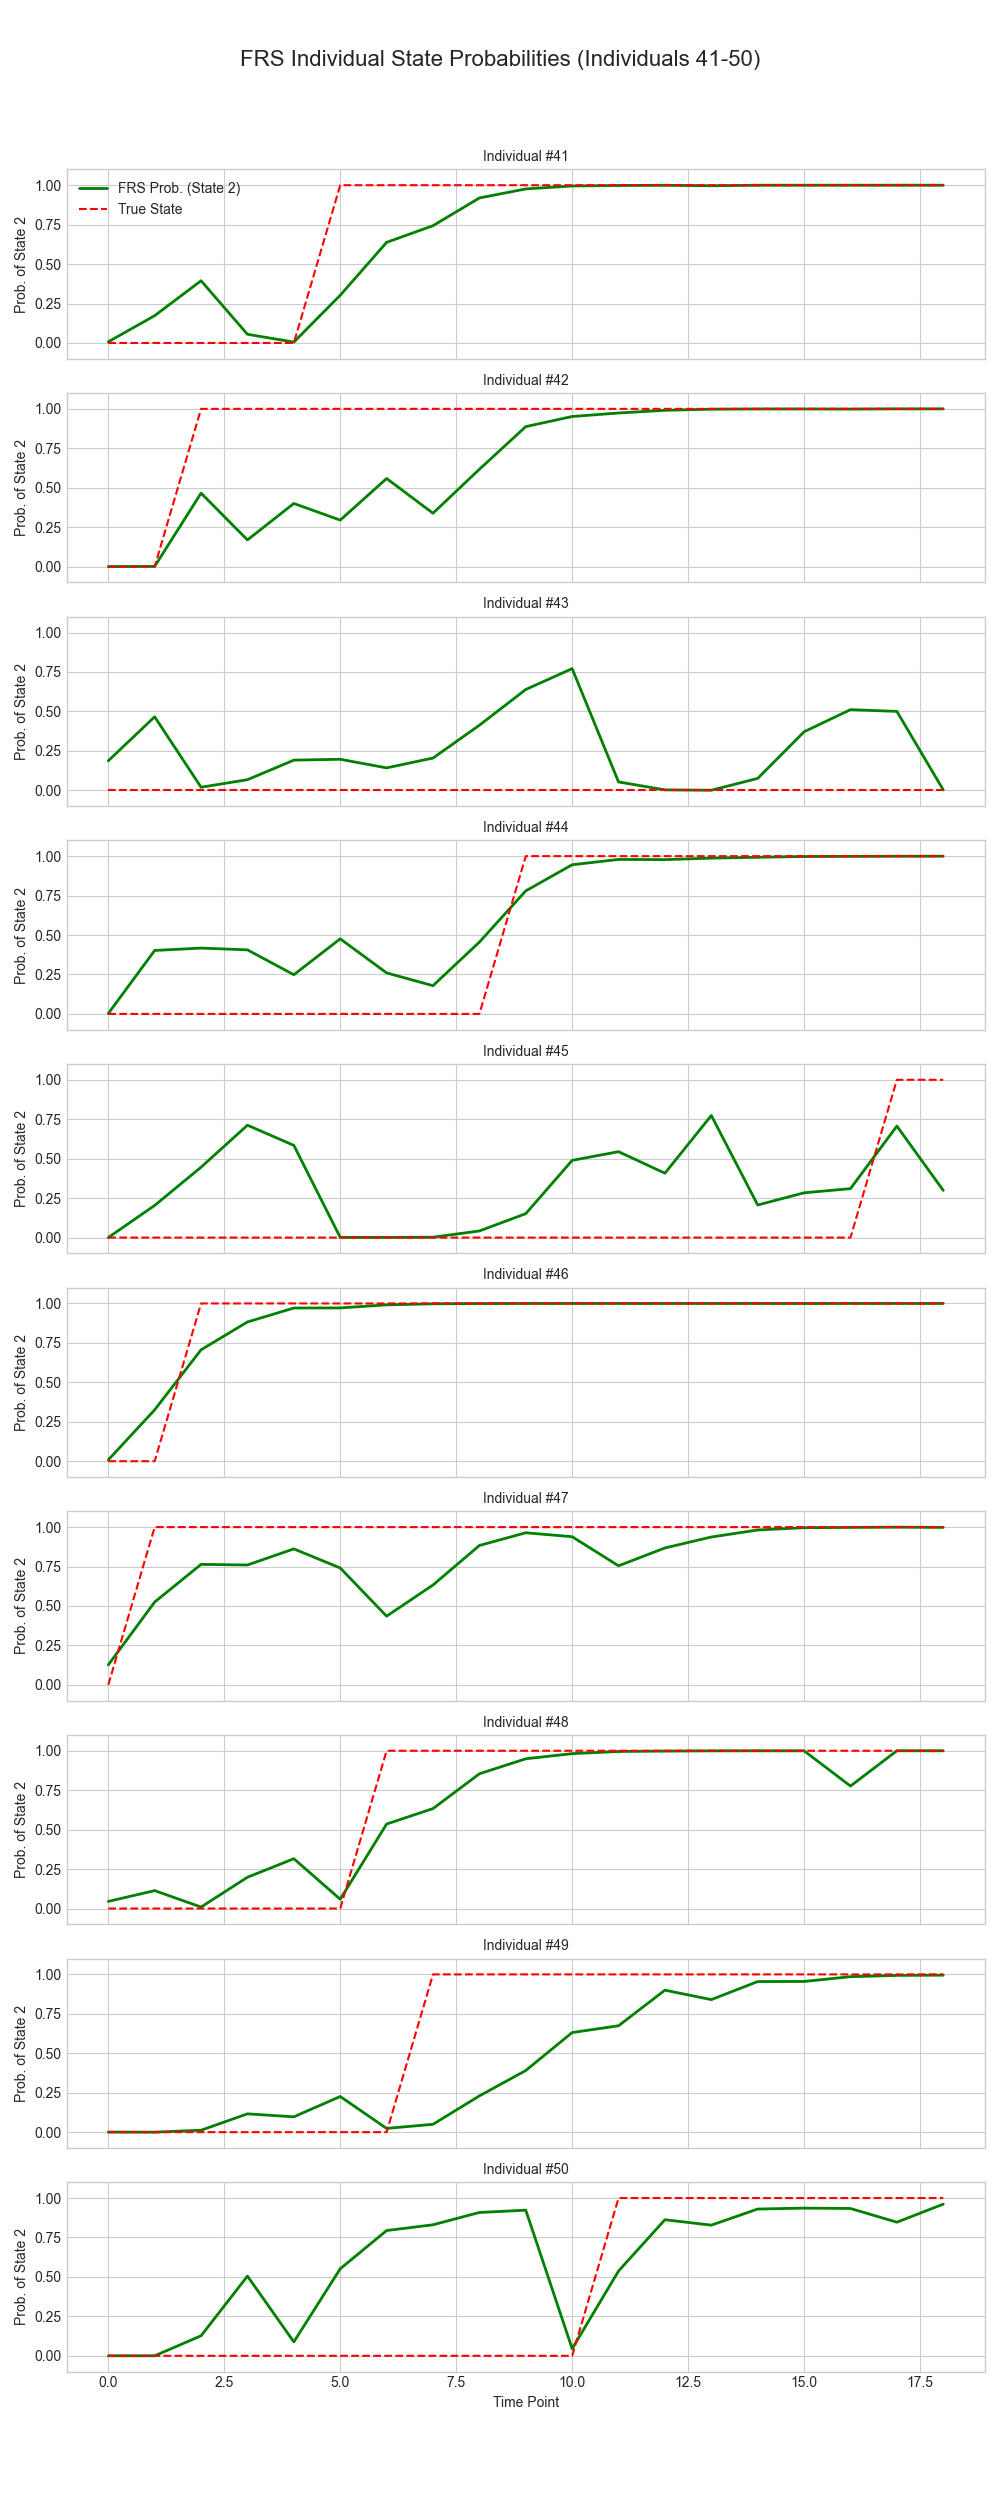 FRS Individual State Probabilities (Individuals 41-50)
Individual #41
FRS Prob. (State 2)
True State
Prob. of State 2
1.00
0.75
0.50
0.25
0.00
Individual #42
Prob. of State 2
1.00
0.75
0.50
0.25
0.00
Individual #43
Prob. of State 2
1.00
0.75
0.50
0.25
0.00
Individual #44
Prob. of State 2
1.00
0.75
0.50
0.25
0.00
Individual #45
Prob. of State 2
1.00
0.75
0.50
0.25
0.00
Individual #46
Prob. of State 2
1.00
0.75
0.50
0.25
0.00
Individual #47
Prob. of State 2
1.00
0.75
0.50
0.25
0.00
Individual #48
Prob. of State 2
1.00
0.75
0.50
0.25
0.00
Individual #49
Prob. of State 2
1.00
0.75
0.50
0.25
0.00
Individual #50
Prob. of State 2
1.00
0.75
0.50
0.25
0.00
0.0 2.5 5.0 7.5 10.0 12.5 15.0 17.5
Time Point